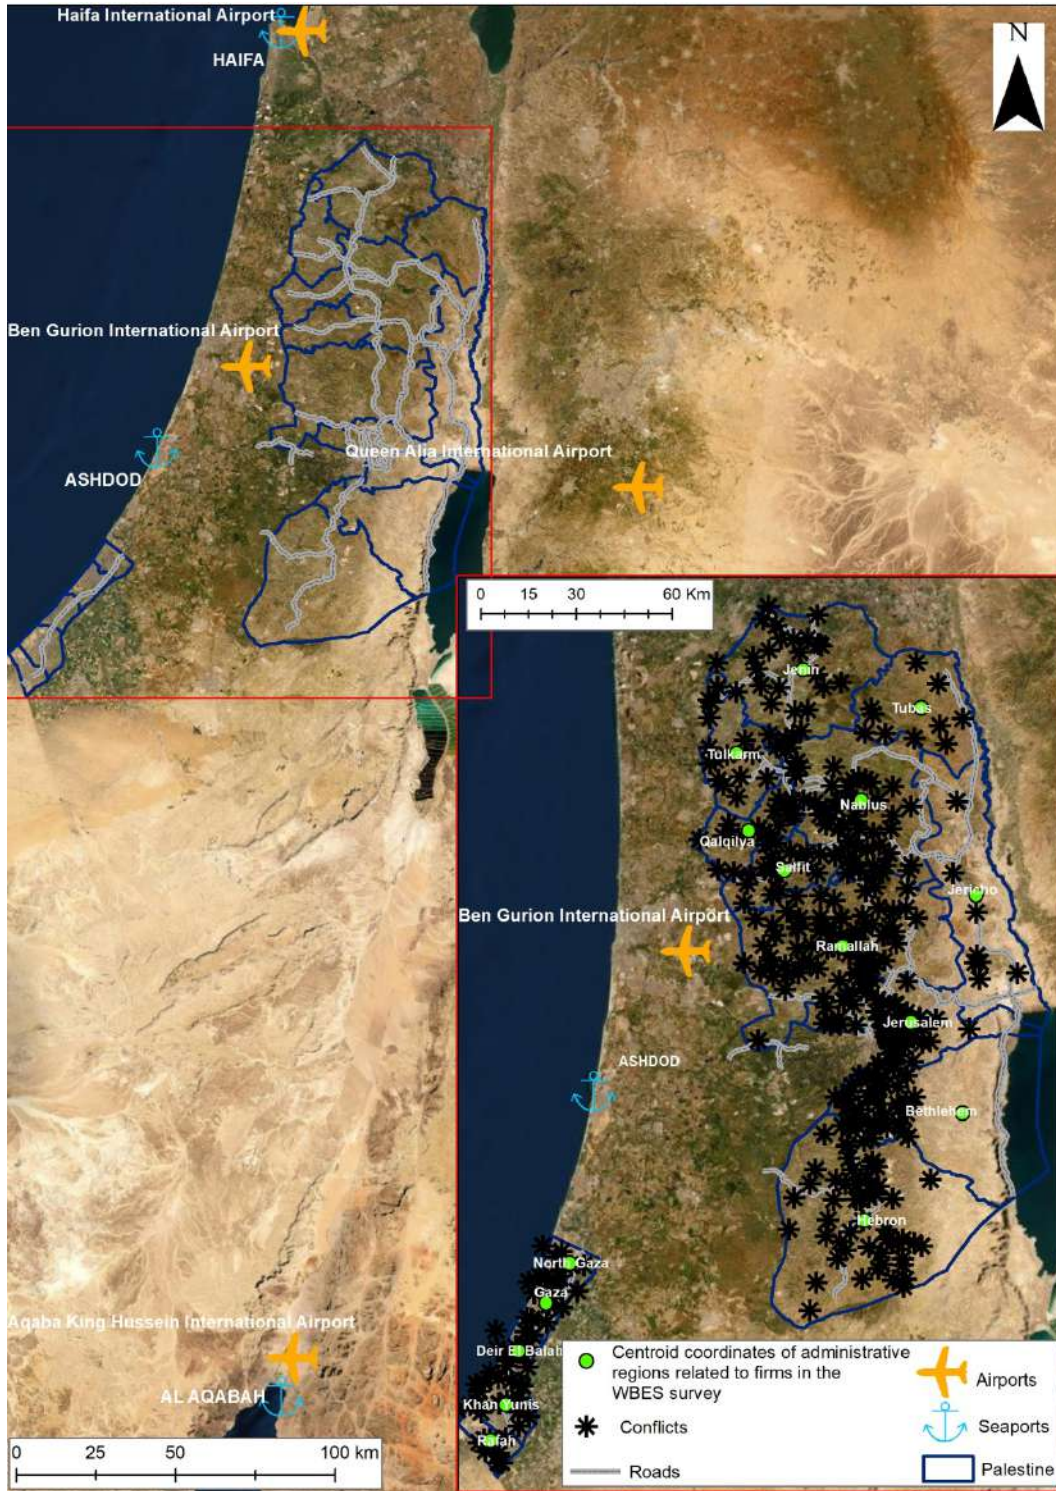 Haifa International Airport
HAIFA
N
Ben Gurion International Airport
ASHDOD
Queen Alia International Airport
0 15 30 60 Km
Jenin
Tubas
Tulkarm
Nablus
Qalqilya
Salfit
Jericho
Ben Gurion International Airport
Ramallah
Jerusalem
ASHDOD
Bethlehem
Hebron
North Gaza
Gaza
Deir El Balah
Khan Yunis
Rafah
Aqaba King Hussein International Airport
AL AQABAH
0 25 50 100 km
Centroid coordinates of administrative
regions related to firms in the
WBES survey
Conflicts
Roads
Airports
Seaports
Palestine